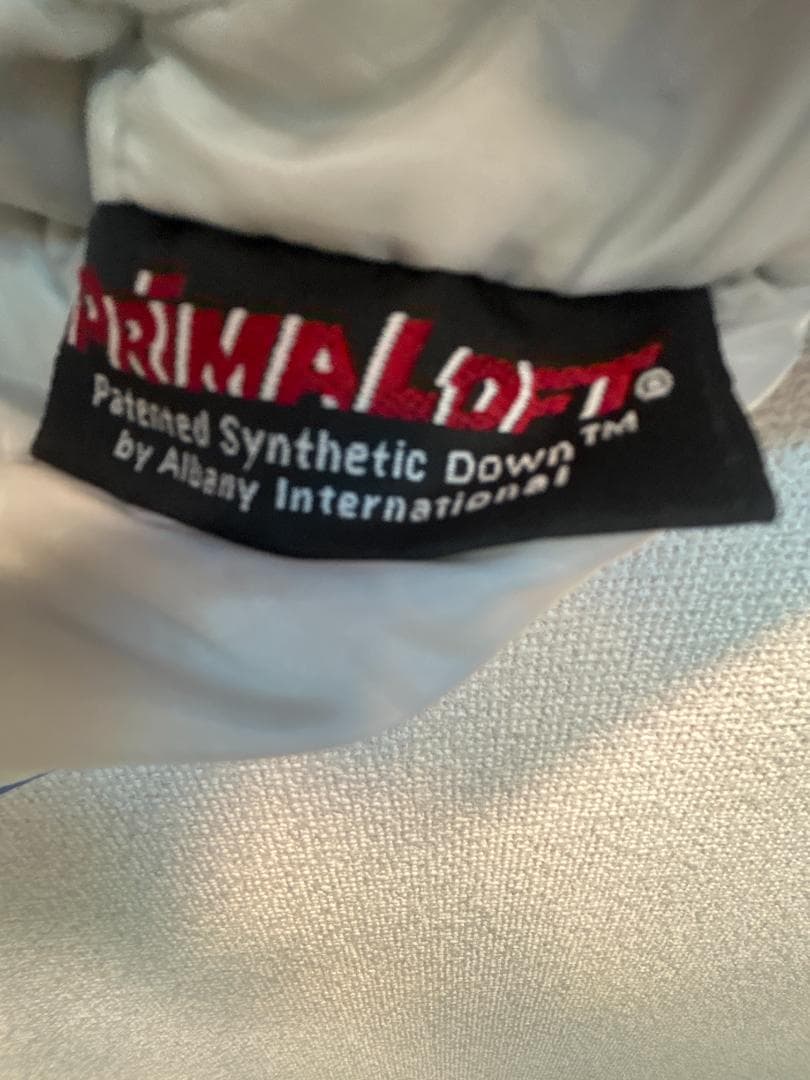 PRIMALOFT®
Patented Synthetic Down™
by Albany International